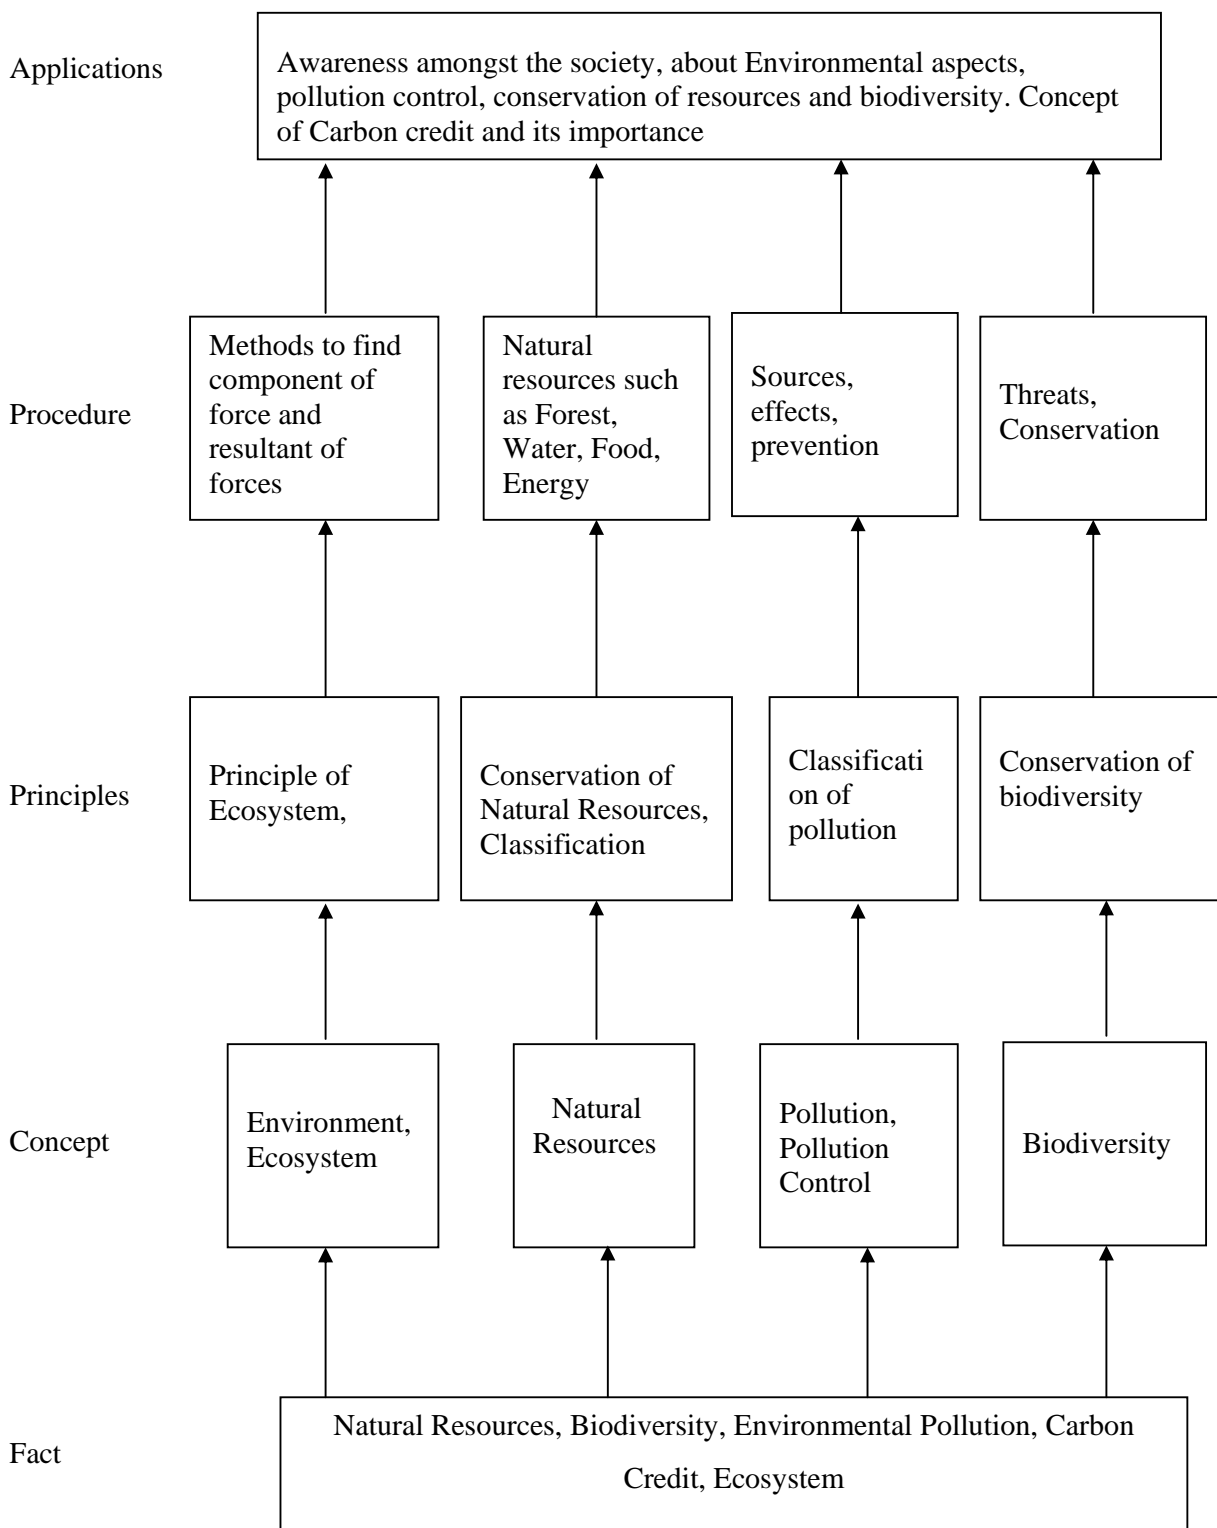 Applications
Awareness amongst the society, about Environmental aspects,
pollution control, conservation of resources and biodiversity. Concept
of Carbon credit and its importance
Procedure
Methods to find
component of
force and
resultant of
forces
Natural
resources such
as Forest,
Water, Food,
Energy
Sources,
effects,
prevention
Threats,
Conservation
Principles
Principle of
Ecosystem,
Conservation of
Natural Resources,
Classification
Classificati
on of
pollution
Conservation of
biodiversity
Concept
Environment,
Ecosystem
Natural
Resources
Pollution,
Pollution
Control
Biodiversity
Fact
Natural Resources, Biodiversity, Environmental Pollution, Carbon
Credit, Ecosystem